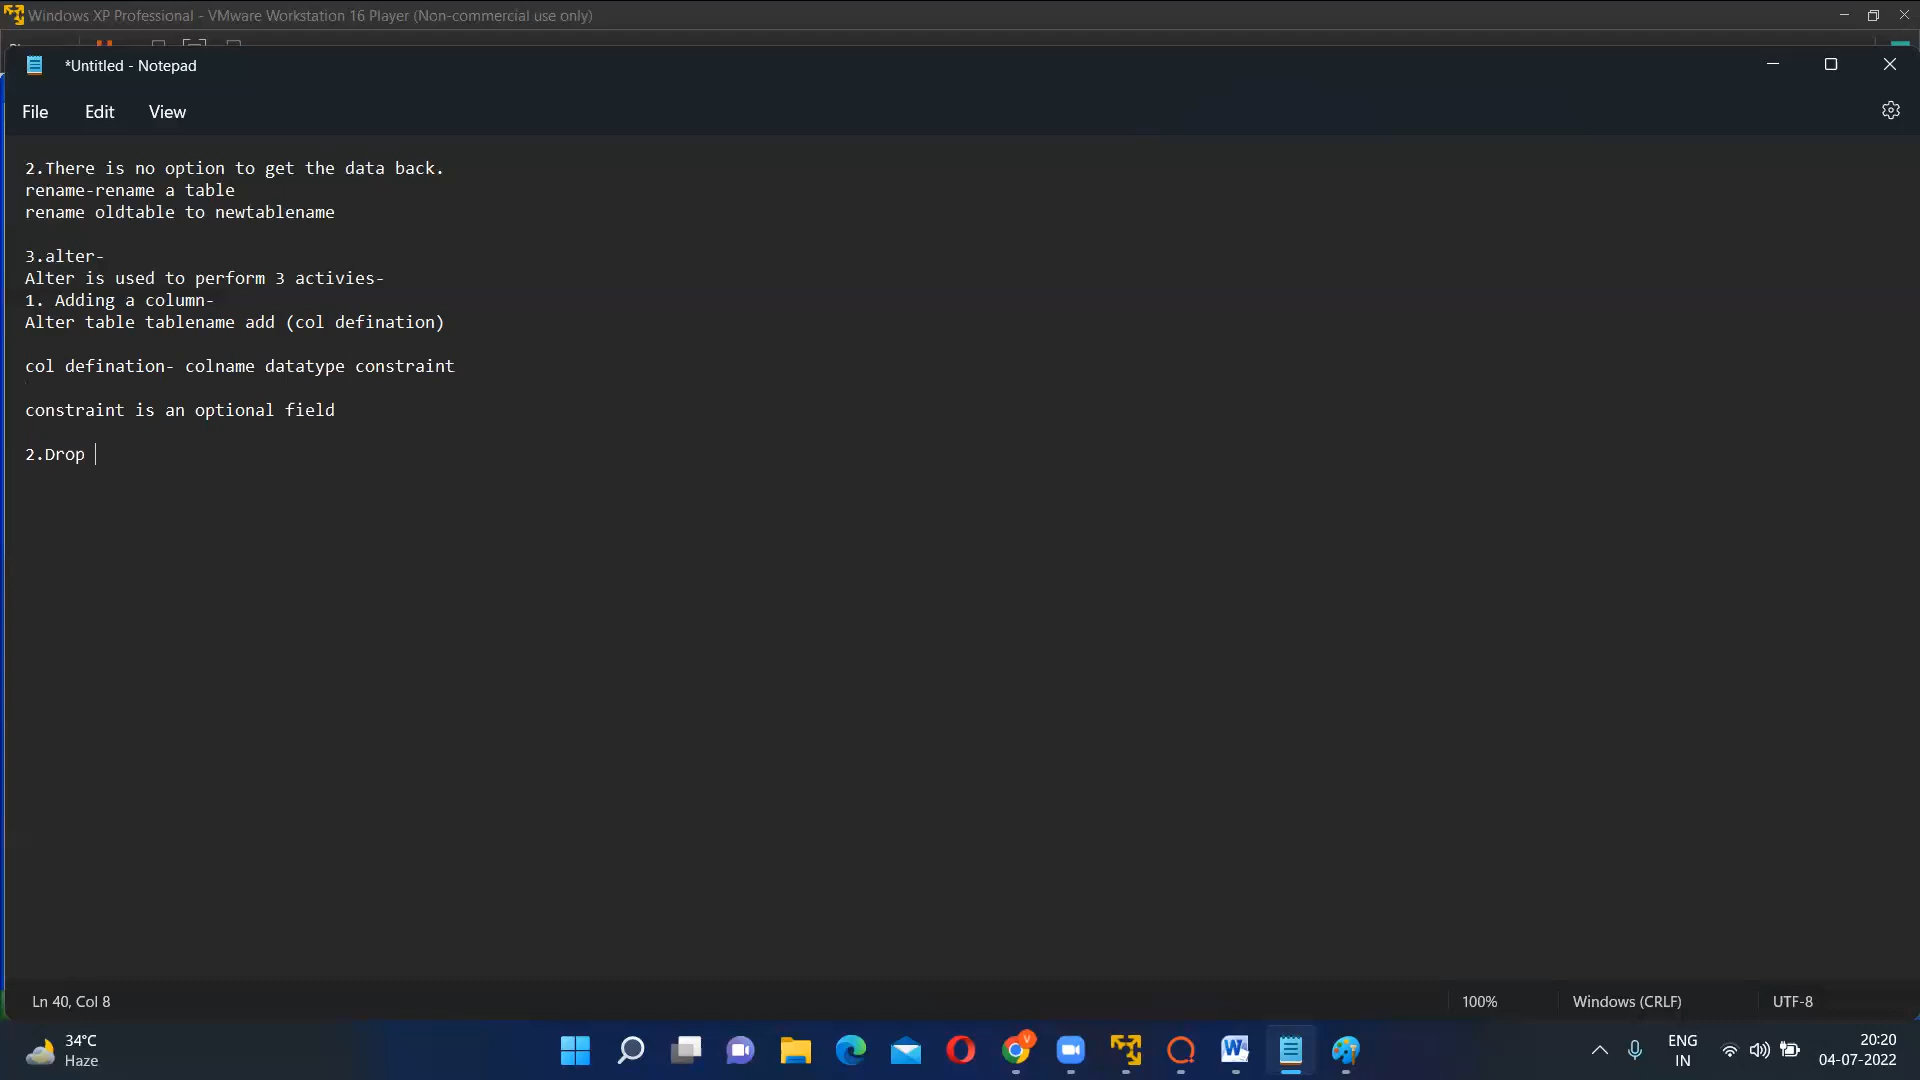 Windows XP Professional - VMware Workstation 16 Player (Non-commercial use only)
*Untitled - Notepad
File Edit View
2.There is no option to get the data back.
rename-rename a table
rename oldtable to newtablename
3.alter-
Alter is used to perform 3 activies-
1. Adding a column-
Alter table tablename add (col defination)
col defination- colname datatype constraint
constraint is an optional field
2.Drop
Ln 40, Col 8
100%
Windows (CRLF)
UTF-8
34°C
Haze
V
W
ENG
IN
20:20
04-07-2022